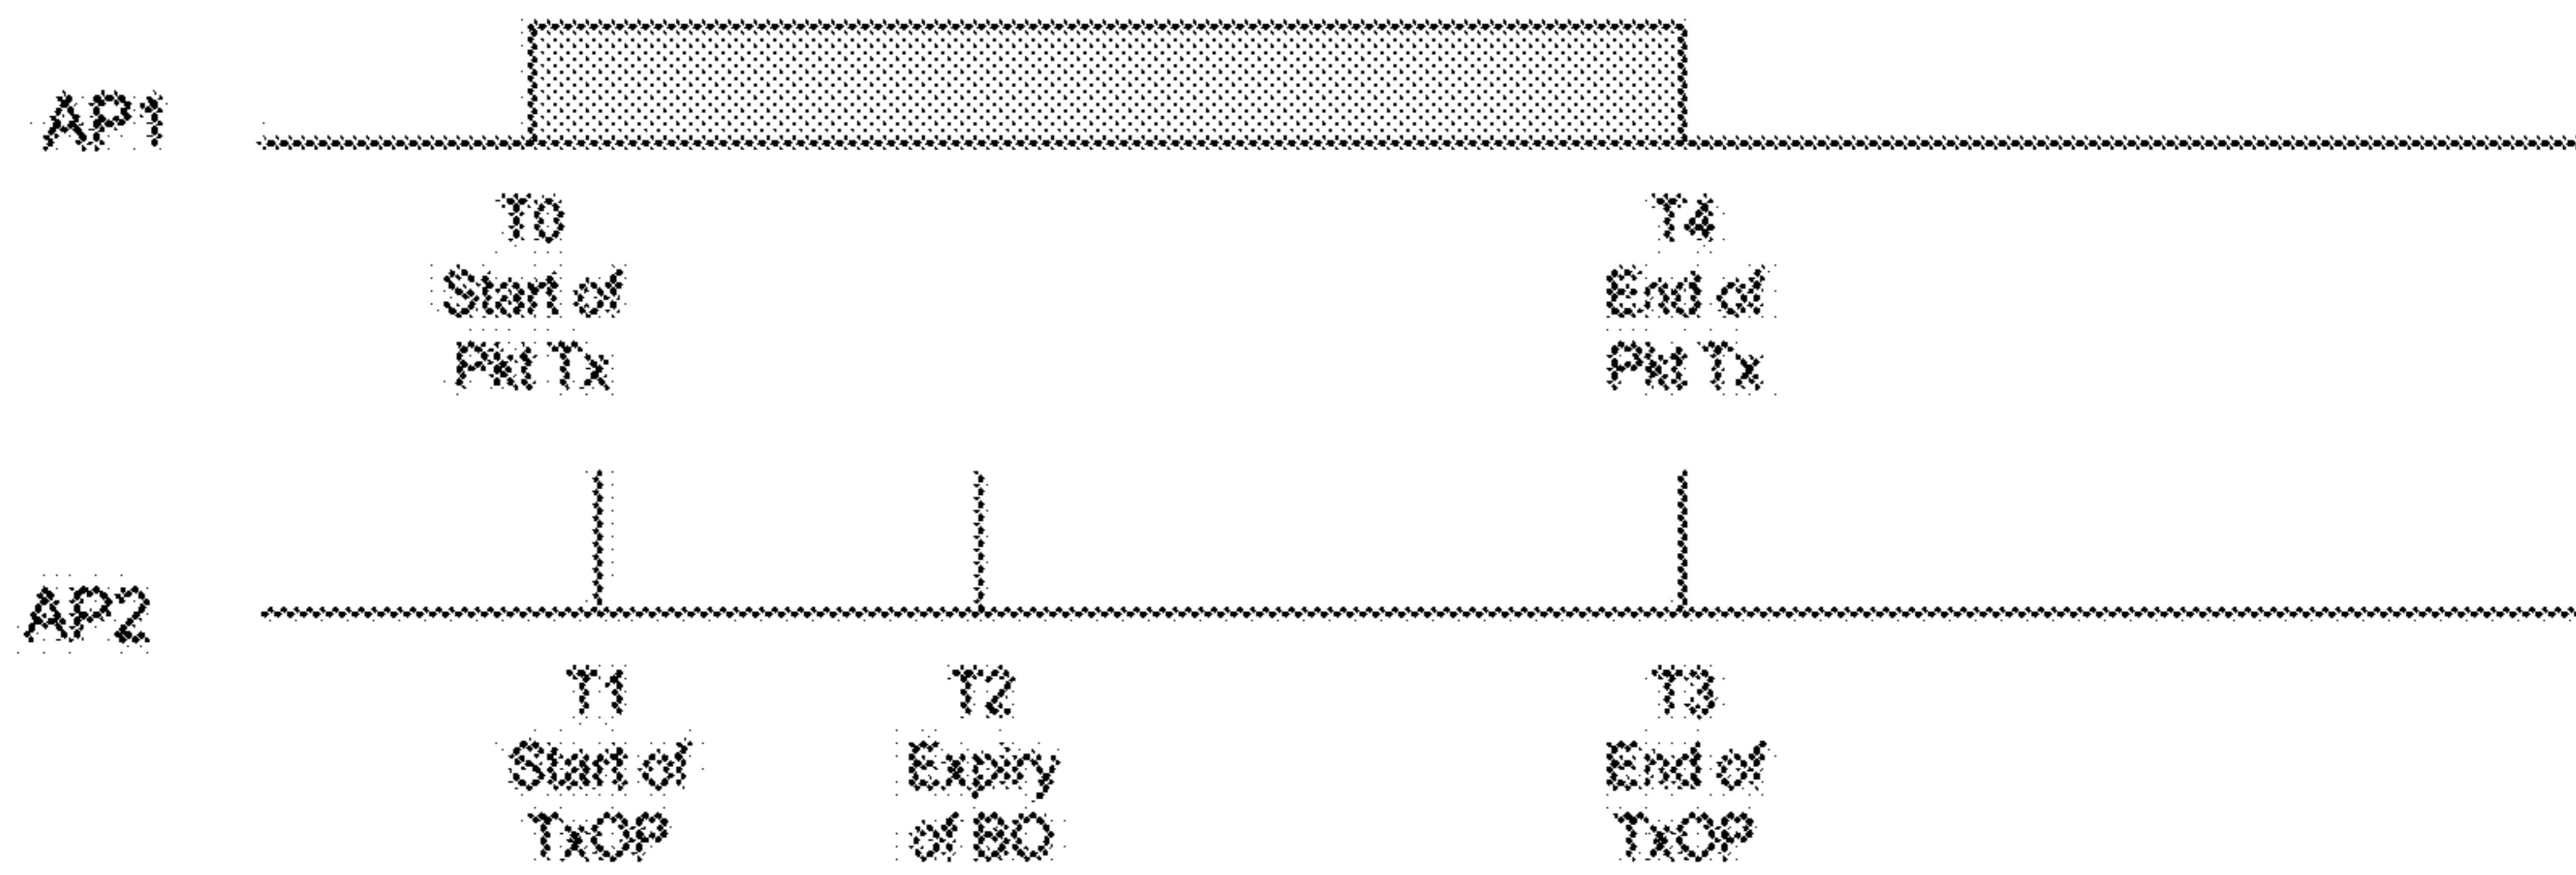 AP1
T0
Start of
Pkt Tx
T4
End of
Pkt Tx
AP2
T1
Start of
TxOP
T2
Expiry
of BO
T3
End of
TxOP